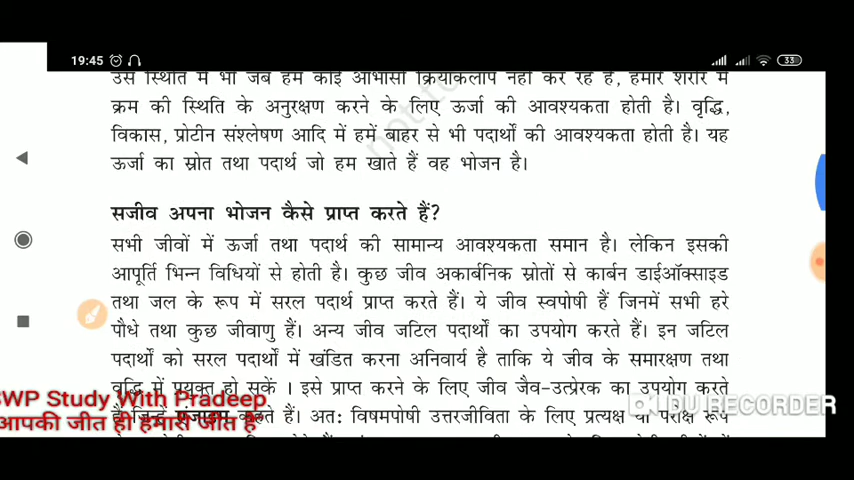 19:45
33
उस स्थिति में भी जब हम कोई आभासी क्रियाकलाप नहीं कर रहे हैं, हमारे शरीर में
क्रम की स्थिति के अनुरक्षण करने के लिए ऊर्जा की आवश्यकता होती है। वृद्धि,
विकास, प्रोटीन संश्लेषण आदि में हमें बाहर से भी पदार्थों की आवश्यकता होती है। यह
ऊर्जा का स्रोत तथा पदार्थ जो हम खाते हैं वह भोजन है।
सजीव अपना भोजन कैसे प्राप्त करते हैं?
सभी जीवों में ऊर्जा तथा पदार्थ की सामान्य आवश्यकता समान है। लेकिन इसकी
आपूर्ति भिन्न विधियों से होती है। कुछ जीव अकार्बनिक स्रोतों से कार्बन डाईऑक्साइड
तथा जल के रूप में सरल पदार्थ प्राप्त करते हैं। ये जीव स्वपोषी हैं जिनमें सभी हरे
पौधे तथा कुछ जीवाणु हैं। अन्य जीव जटिल पदार्थों का उपयोग करते हैं। इन जटिल
पदार्थों को सरल पदार्थों में खंडित करना अनिवार्य है ताकि ये जीव के समारक्षण तथा
वृद्धि में प्रयुक्त हो सकें । इसे प्राप्त करने के लिए जीव जैव-उत्प्रेरक का उपयोग करते
SWP Study With Pradeep
DU RECORDER
हैं जिन्हें एंजाइम कहते हैं। अतः विषमपोषी उत्तरजीविता के लिए प्रत्यक्ष या परोक्ष रूप
आपकी जीत ही हमारी जीत है